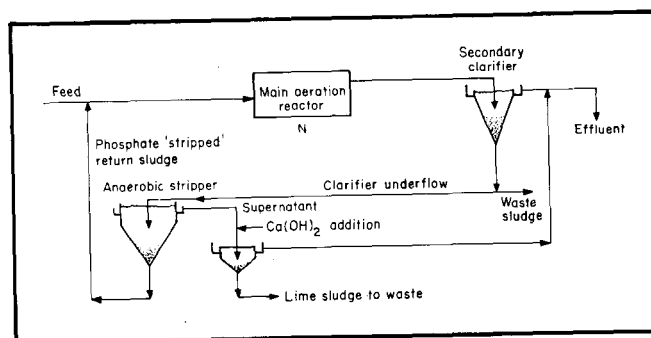 Secondary
clarifier
Feed
Main aeration
reactor
N
Effluent
Phosphate 'stripped'
return sludge
Anaerobic stripper
Clarifier underflow
Waste
sludge
Supernatant
Ca(OH)2 addition
Lime sludge to waste